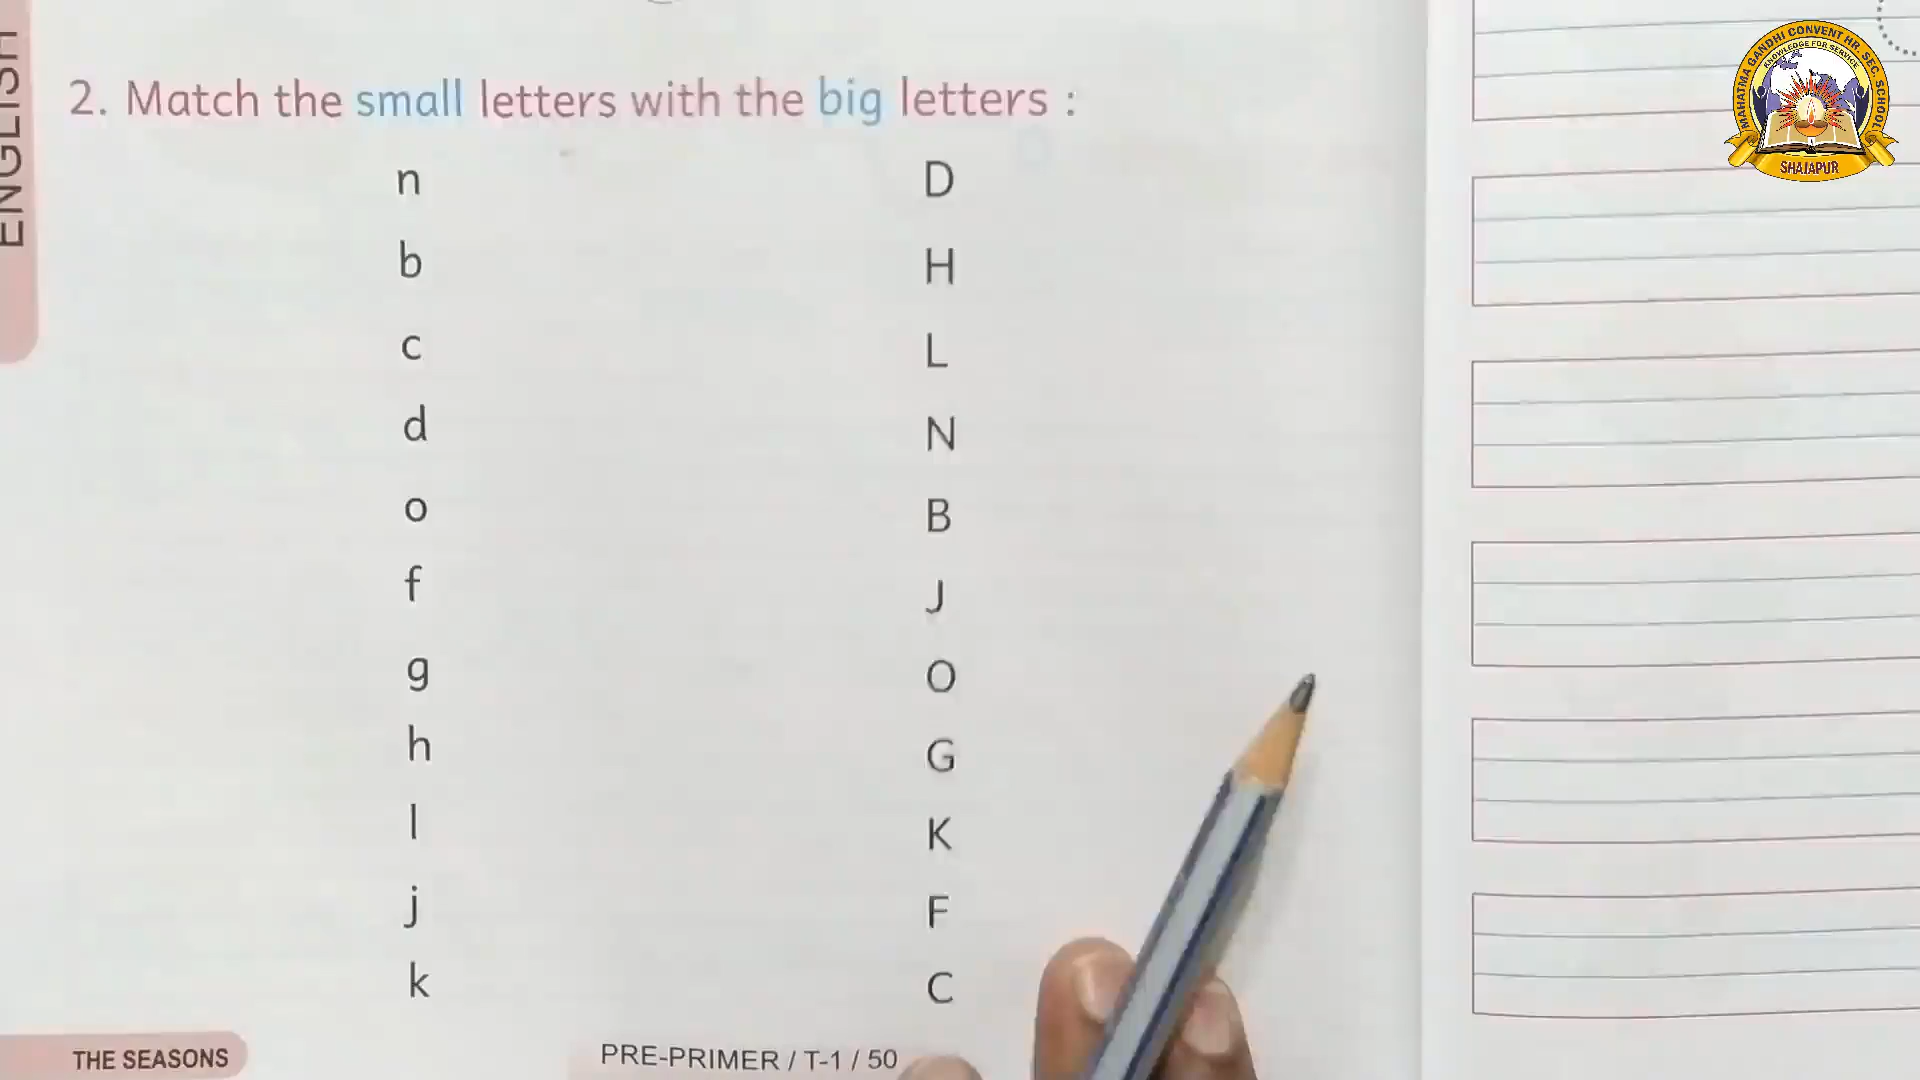 ENGLISH
2. Match the small letters with the big letters :
n D
b H
c L
d N
o B
f J
g O
h G
l K
j F
k C
THE SEASONS
PRE-PRIMER / T-1 / 50
MAHATMA GANDHI CONVENT HR. SEC. SCHOOL
KNOWLEDGE FOR SERVICE
SHAJAPUR